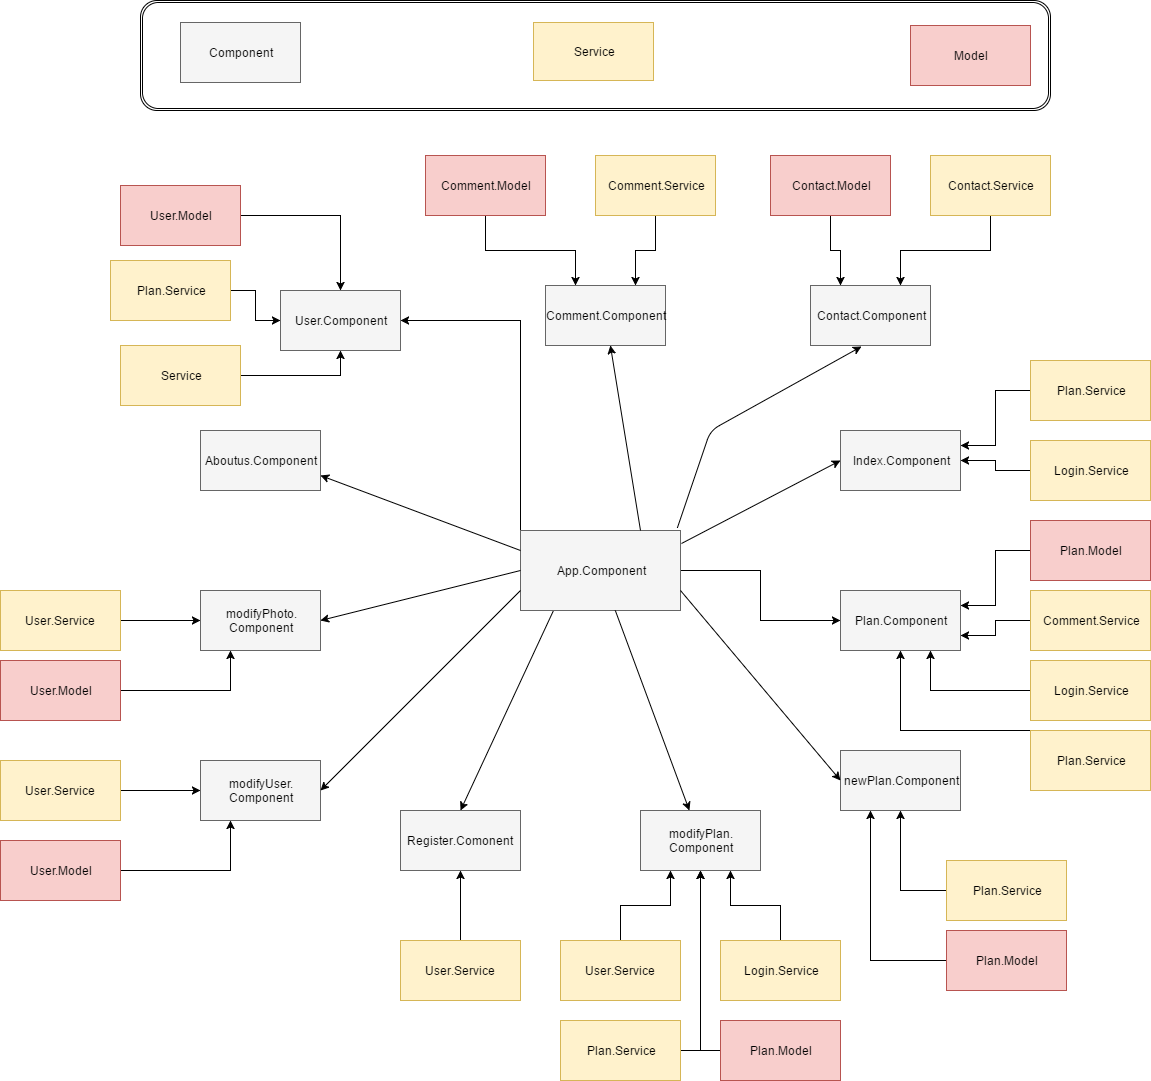 Component
Service
Model
Comment.Model
Comment.Service
Contact.Model
Contact.Service
User.Model
Plan.Service
User.Component
Comment.Component
Contact.Component
Service
Plan.Service
Aboutus.Component
Index.Component
Login.Service
Plan.Model
App.Component
User.Service
modifyPhoto.
Component
Plan.Component
Comment.Service
User.Model
Login.Service
Plan.Service
User.Service
modifyUser.
Component
newPlan.Component
Register.Comonent
modifyPlan.
Component
User.Model
Plan.Service
User.Service
User.Service
Login.Service
Plan.Model
Plan.Service
Plan.Model